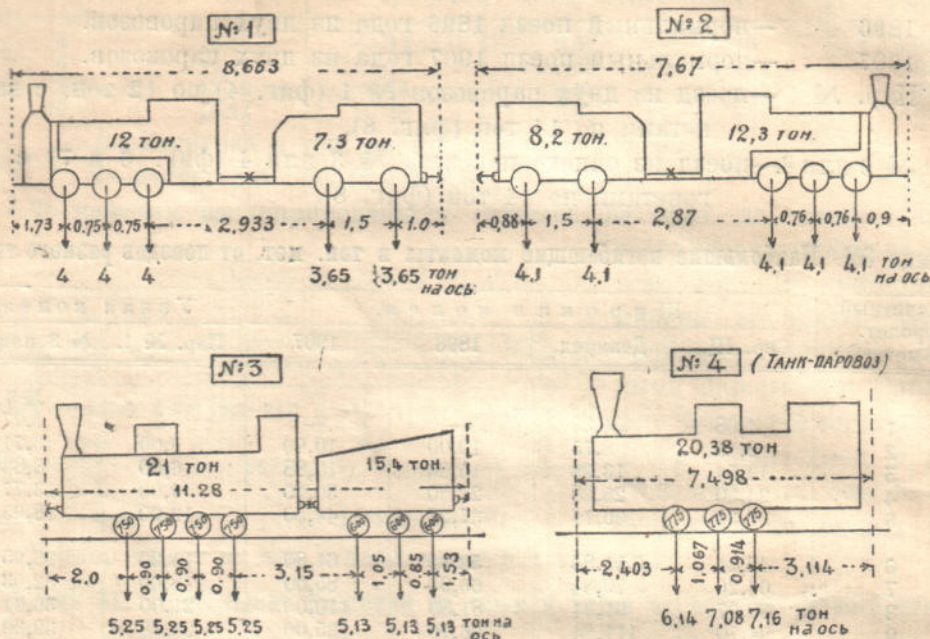 № 1
8,663
12 тон.
7.3 тон.
1.73 0,75 0,75 2,933 1,5 1.0
4 4 4 3,65 3,65 тон на ось.
№ 2
7,67
8,2 тон.
12,3 тон.
0,88 1,5 2,87 0,76 0,76 0,9
4.1 4.1 4.1 4.1 4.1 тон на ось
№ 3
21 тон
15,4 тон
11.28
750 750 750 750 600 600 600
2.0 0,90 0,90 0,90 3,15 1,05 0,85 1,53
5,25 5,25 5,25 5,25 5,13 5,13 5,13 тон на ось
№ 4 (ТАНК-ПАРОВОЗ)
20,38 тон
7,498
775 775 775
2,403 1,067 0,914 3,114
6,14 7,08 7,16 тон на ось